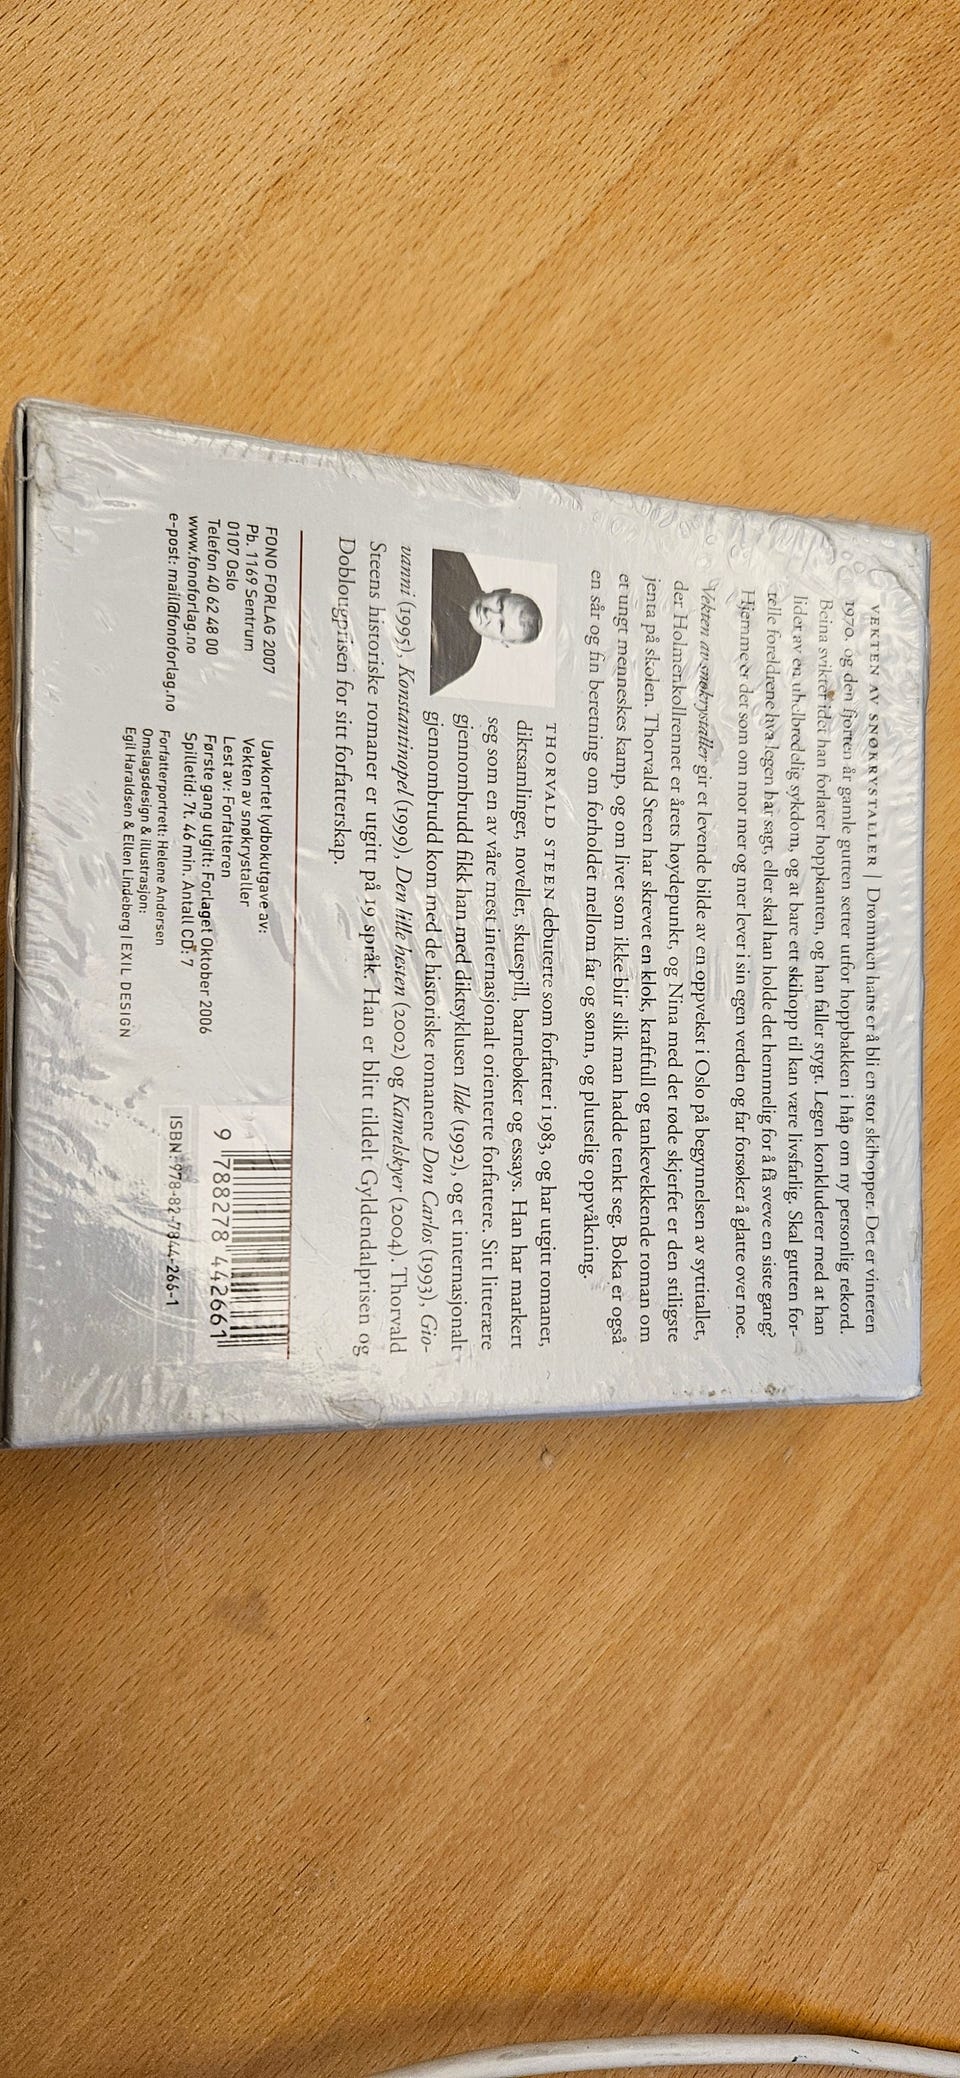 VEKTEN AV SNØKRYSTALLER | Drømmen hans er å bli en stor skihopper. Det er vinteren
1970, og den fjorten år gamle gutten setter utfor hoppbakken i håp om ny personlig rekord.
Beina svikter idet han forlater hoppkanten, og han faller stygt. Legen konkluderer med at han
lider av en uhelbredelig sykdom, og at bare ett skihopp til kan være livsfarlig. Skal gutten for-
telle foreldrene hva legen har sagt, eller skal han holde det hemmelig for å få sveve en siste gang?
Hjemme er det som om mor mer og mer lever i sin egen verden og far forsøker å glatte over noe.
Vekten av snøkrystaller gir et levende bilde av en oppvekst i Oslo på begynnelsen av syttitallet,
der Holmenkollrennet er årets høydepunkt, og Nina med det røde skjerfet er den stiligste
jenta på skolen. Thorvald Steen har skrevet en klok, kraftfull og tankevekkende roman om
et ungt menneskes kamp, og om livet som ikke blir slik man hadde tenkt seg. Boka er også
en sår og fin beretning om forholdet mellom far og sønn, og plutselig oppvåkning.
THORVALD STEEN debuterte som forfatter i 1983, og har utgitt romaner,
diktsamlinger, noveller, skuespill, barnebøker og essays. Han har markert
seg som en av våre mest internasjonalt orienterte forfattere. Sitt litterære
gjennombrudd fikk han med diktsyklusen Ilde (1992), og et internasjonalt
gjennombrudd kom med de historiske romanene Don Carlos (1993), Gio-
vanni (1995), Konstantinopel (1999), Den lille hesten (2002) og Kamelskyer (2004). Thorvald
Steens historiske romaner er utgitt på 19 språk. Han er blitt tildelt Gyldendalprisen og
Doblougprisen for sitt forfatterskap.
FONO FORLAG 2007
Pb. 1169 Sentrum
0107 Oslo
Telefon 40 62 48 00
www.fonoforlag.no
e-post: mail@fonoforlag.no
Uavkortet lydbokutgave av:
Vekten av snøkrystaller
Lest av: Forfatteren
Første gang utgitt: Forlaget Oktober 2006
Spilletid: 7t. 46 min. Antall CD: 7
Forfatterportrett: Helene Andersen
Omslagsdesign & illustrasjon:
Egil Haraldson & Ellen Lindeberg | EXIL DESIGN
9 788278 442661
ISBN: 978-82-7844-266-1